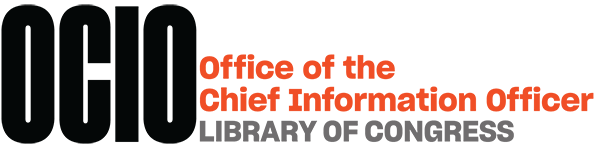 OCIO
Office of the
Chief Information Officer
LIBRARY OF CONGRESS